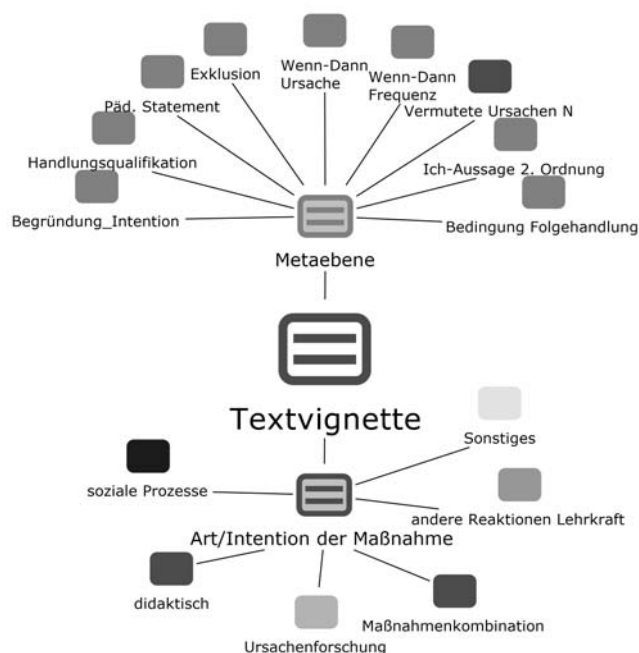 Exklusion
Wenn-Dann
Ursache
Wenn-Dann
Frequenz
Päd. Statement
Vermutete Ursachen N
Handlungsqualifikation
Ich-Aussage 2. Ordnung
Begründung_Intention
Bedingung Folgehandlung
Metaebene
Textvignette
Sonstiges
soziale Prozesse
andere Reaktionen Lehrkraft
Art/Intention der Maßnahme
didaktisch
Maßnahmenkombination
Ursachenforschung